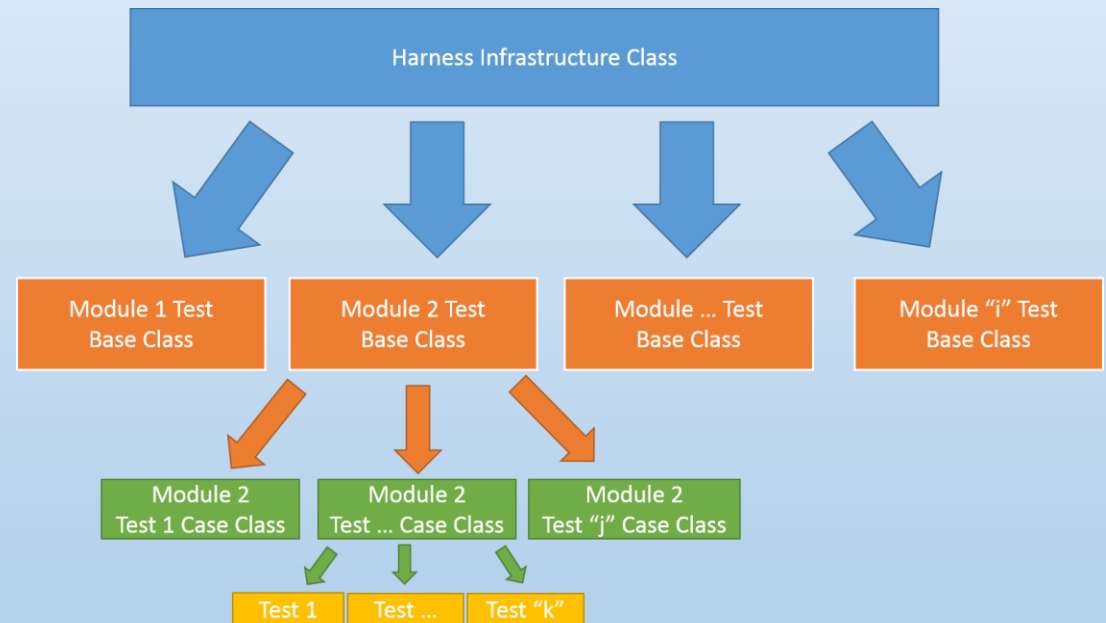 Harness Infrastructure Class
Module 1 Test
Base Class
Module 2 Test
Base Class
Module ... Test
Base Class
Module “i” Test
Base Class
Module 2
Test 1 Case Class
Module 2
Test ... Case Class
Module 2
Test “j” Case Class
Test 1
Test ...
Test “k”